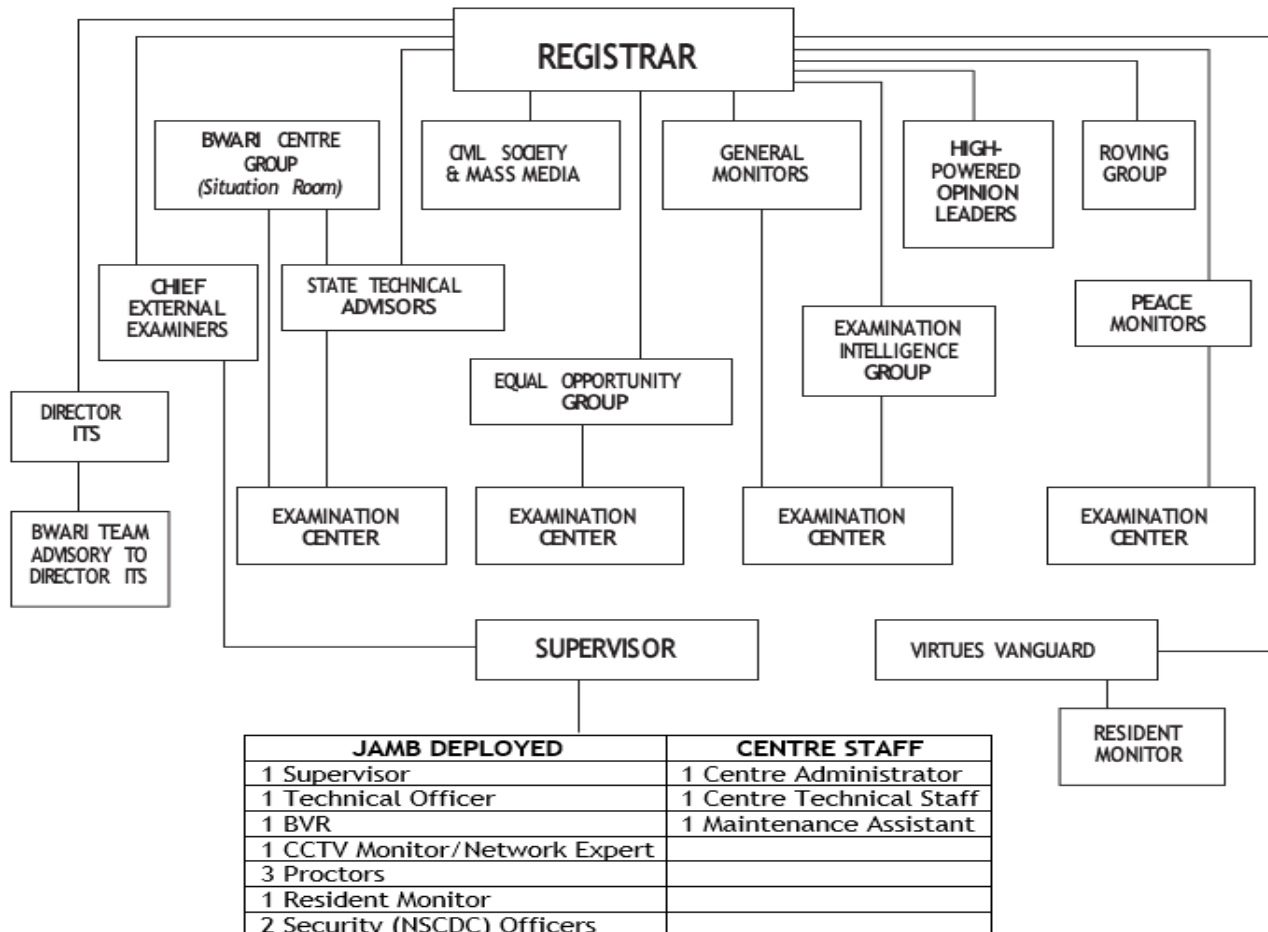 REGISTRAR
BWARI CENTRE
GROUP
(Situation Room)
CIVIL SOCIETY
& MASS MEDIA
GENERAL
MONITORS
HIGH-
POWERED
OPINION
LEADERS
ROVING
GROUP
CHIEF
EXTERNAL
EXAMINERS
STATE TECHNICAL
ADVISORS
EXAMINATION
INTELLIGENCE
GROUP
PEACE
MONITORS
EQUAL OPPORTUNITY
GROUP
DIRECTOR
ITS
BWARI TEAM
ADVISORY TO
DIRECTOR ITS
EXAMINATION
CENTER
EXAMINATION
CENTER
EXAMINATION
CENTER
EXAMINATION
CENTER
SUPERVISOR
VIRTUES VANGUARD
RESIDENT
MONITOR
JAMB DEPLOYED CENTRE STAFF
1 Supervisor 1 Centre Administrator
1 Technical Officer 1 Centre Technical Staff
1 BVR 1 Maintenance Assistant
1 CCTV Monitor/Network Expert
3 Proctors
1 Resident Monitor
2 Security (NSCDC) Officers